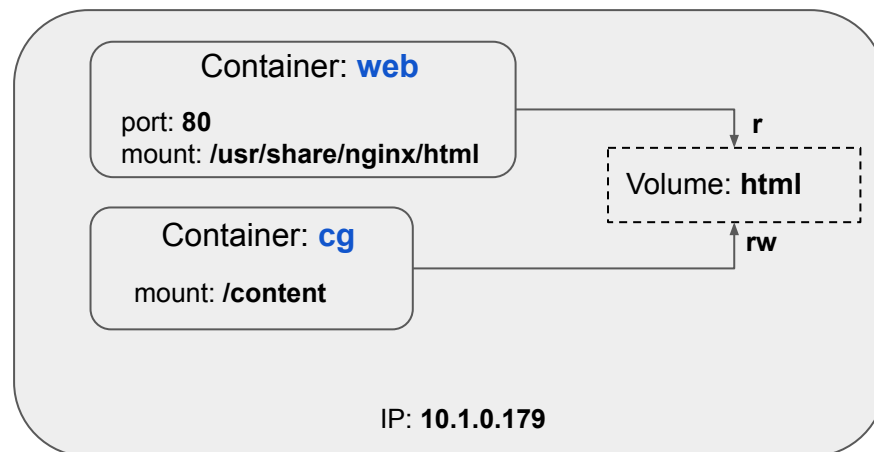 Container: web
port: 80
mount: /usr/share/nginx/html
r
Volume: html
Container: cg
rw
mount: /content
IP: 10.1.0.179